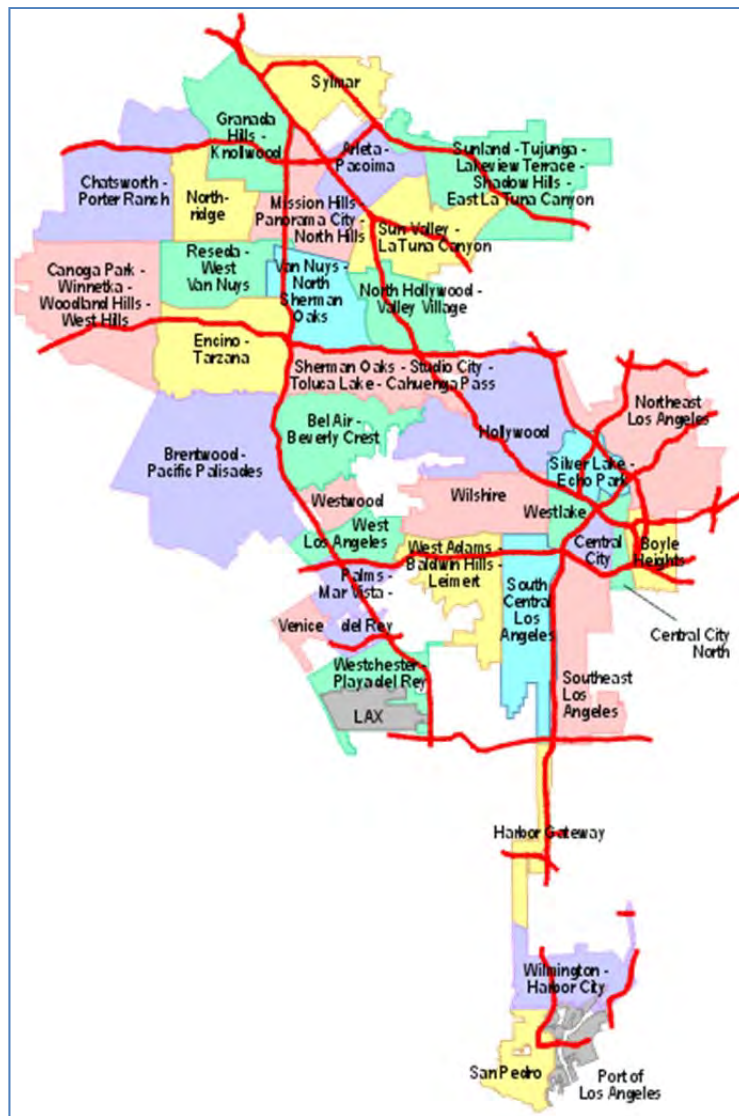 Sylmar
Granada
Hills -
Knollwood
Arleta -
Pacoima
Sunland - Tujunga -
Lakeview Terrace -
Shadow Hills -
East La Tuna Canyon
Chatsworth -
Porter Ranch
North-
ridge
Mission Hills -
Panorama City -
North Hills
Sun Valley -
La Tuna Canyon
Canoga Park -
Winnetka -
Woodland Hills -
West Hills
Reseda -
West
Van Nuys
Van Nuys -
North
Sherman
Oaks
North Hollywood -
Valley Village
Encino -
Tarzana
Sherman Oaks - Studio City -
Toluca Lake - Cahuenga Pass
Northeast
Los Angeles
Bel Air -
Beverly Crest
Hollywood
Brentwood -
Pacific Palisades
Silver Lake -
Echo Park
Westwood
Wilshire
Westlake
West
Los Angeles
West Adams -
Baldwin Hills -
Leimert
Central
City
Boyle
Heights
Palms -
Mar Vista -
del Rey
South
Central
Los
Angeles
Venice
Central City
North
Westchester -
Playa del Rey
LAX
Southeast
Los
Angeles
Harbor Gateway
Wilmington -
Harbor City
San Pedro
Port of
Los Angeles